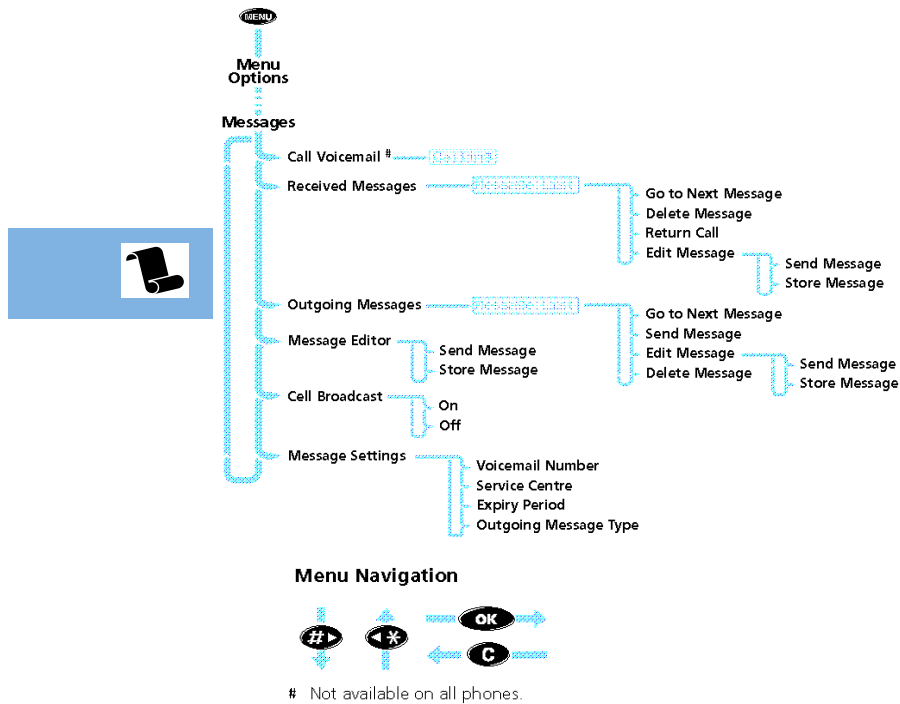 MENU
Menu
Options
Messages
Call Voicemail #
Received Messages
Go to Next Message
Delete Message
Return Call
Edit Message
Send Message
Store Message
Outgoing Messages
Go to Next Message
Send Message
Edit Message
Send Message
Store Message
Delete Message
Message Editor
Send Message
Store Message
Cell Broadcast
On
Off
Message Settings
Voicemail Number
Service Centre
Expiry Period
Outgoing Message Type
Menu Navigation
#
*
OK
C
# Not available on all phones.